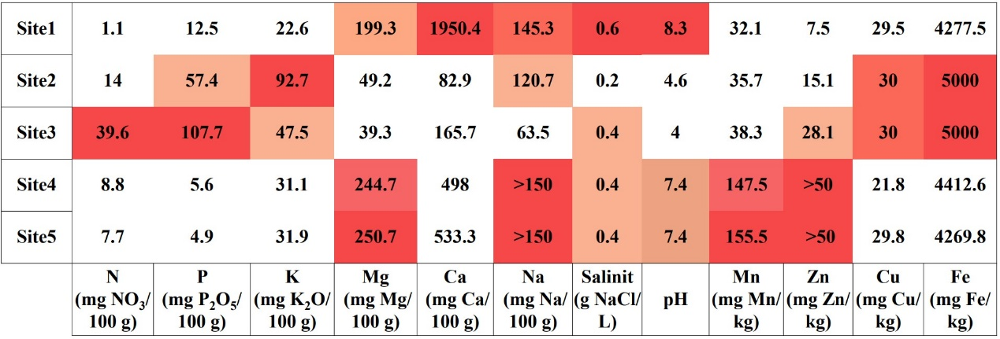 Site1 1.1 12.5 22.6 199.3 1950.4 145.3 0.6 8.3 32.1 7.5 29.5 4277.5
Site2 14 57.4 92.7 49.2 82.9 120.7 0.2 4.6 35.7 15.1 30 5000
Site3 39.6 107.7 47.5 39.3 165.7 63.5 0.4 4 38.3 28.1 30 5000
Site4 8.8 5.6 31.1 244.7 498 >150 0.4 7.4 147.5 >50 21.8 4412.6
Site5 7.7 4.9 31.9 250.7 533.3 >150 0.4 7.4 155.5 >50 29.8 4269.8
N P K Mg Ca Na Salinit Mn Zn Cu Fe
(mg NO₃/ (mg P₂O₅/ (mg K₂O/ (mg Mg/ (mg Ca/ (mg Na/ (g NaCl/ pH (mg Mn/ (mg Zn/ (mg Cu/ (mg Fe/
100 g) 100 g) 100 g) 100 g) 100 g) 100 g) L) kg) kg) kg) kg)